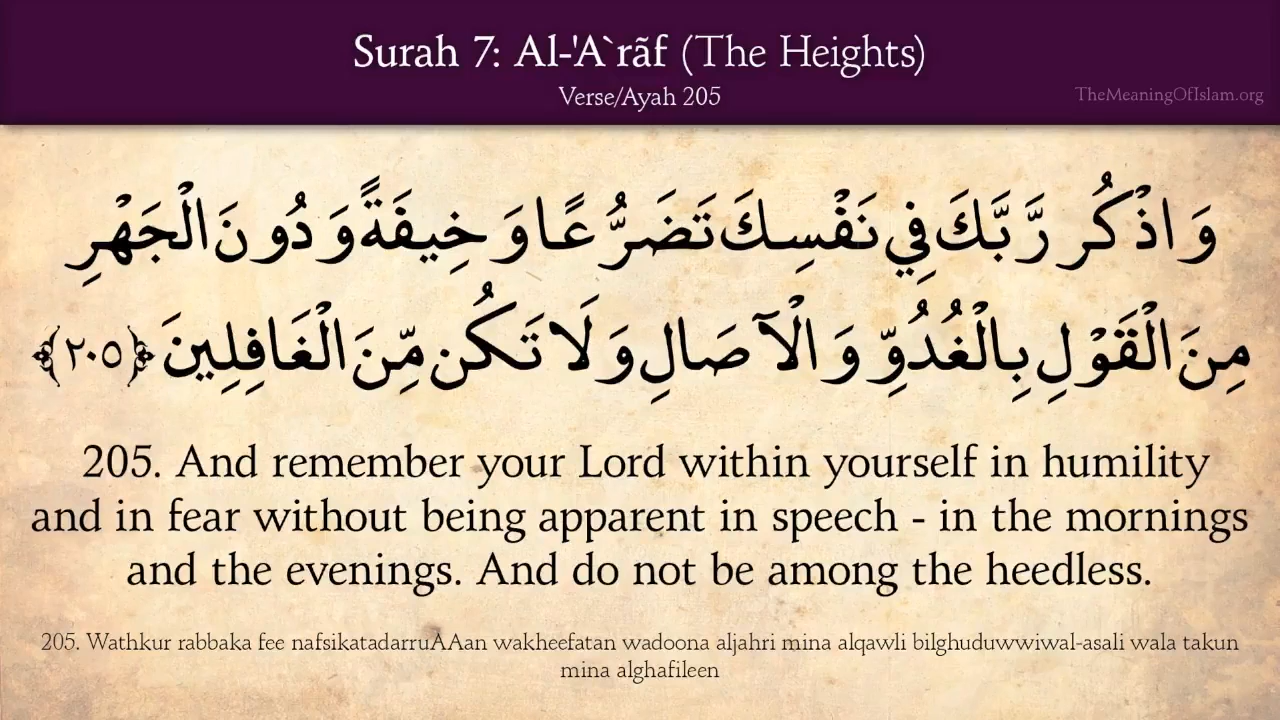 Surah 7: Al-'A`rãf (The Heights)
Verse/Ayah 205
TheMeaningOfIslam.org
وَاذْكُر رَّبَّكَ فِي نَفْسِكَ تَضَرُّعًا وَخِيفَةً وَدُونَ الْجَهْرِ
مِنَ الْقَوْلِ بِالْغُدُوِّ وَالْآصَالِ وَلَا تَكُن مِّنَ الْغَافِلِينَ ﴿٢٠٥﴾
205. And remember your Lord within yourself in humility
and in fear without being apparent in speech - in the mornings
and the evenings. And do not be among the heedless.
205. Wathkur rabbaka fee nafsikatadarruAAan wakheefatan wadoona aljahri mina alqawli bilghuduwwiwal-asali wala takun
mina alghafileen